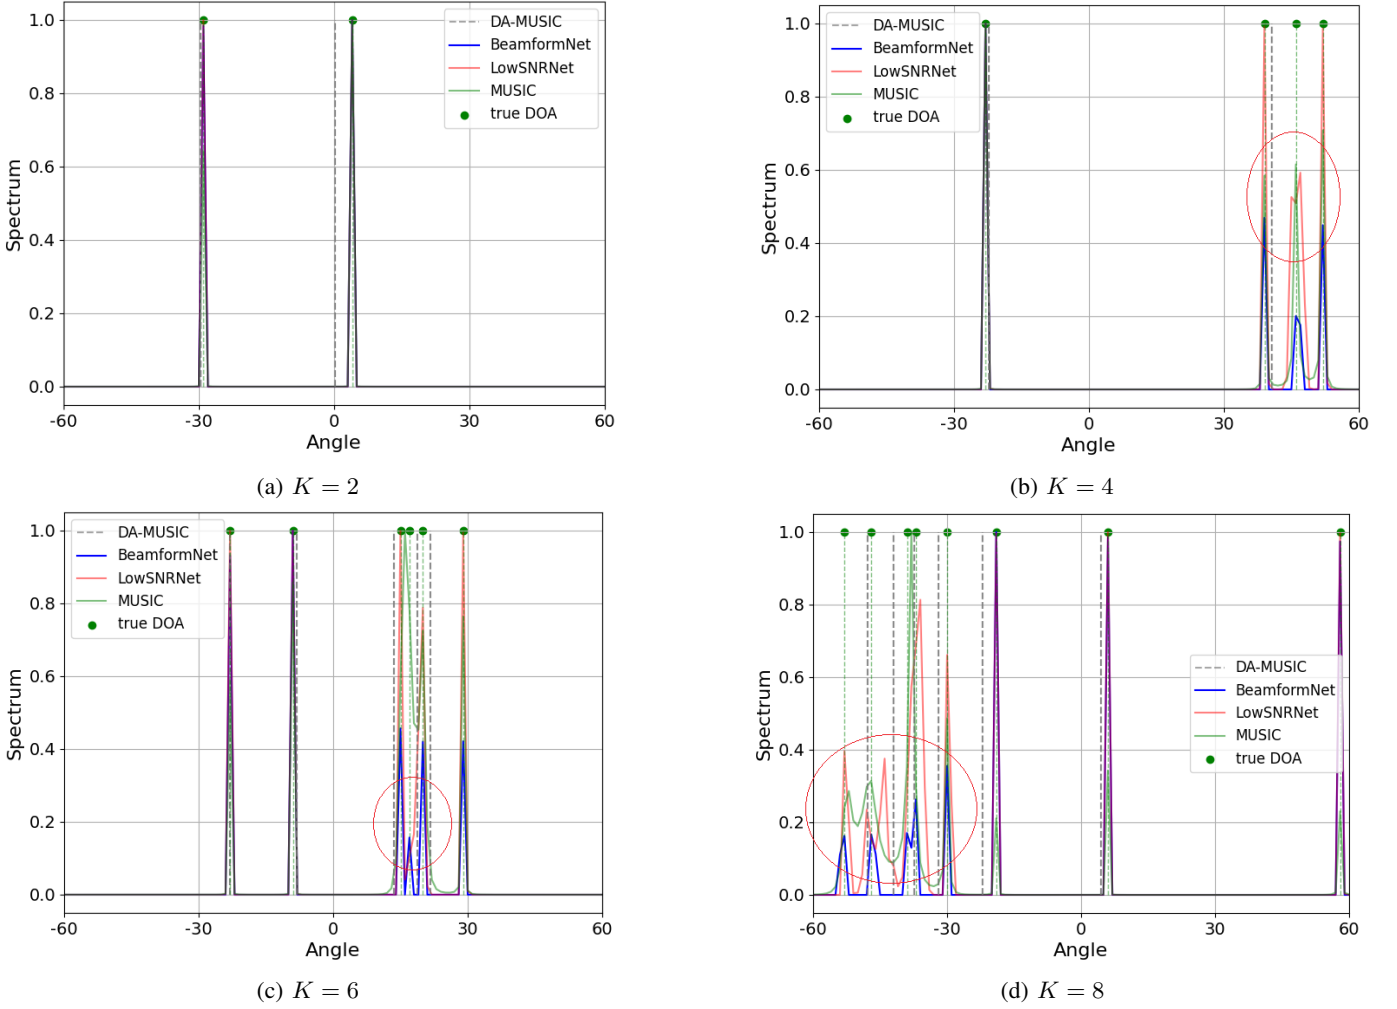 1.0
0.8
0.6
0.4
0.2
0.0
Spectrum
-60
-30
0
30
60
Angle
DA-MUSIC
BeamformNet
LowSNRNet
MUSIC
true DOA
(a) K = 2
1.0
0.8
0.6
0.4
0.2
0.0
Spectrum
-60
-30
0
30
60
Angle
DA-MUSIC
BeamformNet
LowSNRNet
MUSIC
true DOA
(b) K = 4
1.0
0.8
0.6
0.4
0.2
0.0
Spectrum
-60
-30
0
30
60
Angle
DA-MUSIC
BeamformNet
LowSNRNet
MUSIC
true DOA
(c) K = 6
1.0
0.8
0.6
0.4
0.2
0.0
Spectrum
-60
-30
0
30
60
Angle
DA-MUSIC
BeamformNet
LowSNRNet
MUSIC
true DOA
(d) K = 8